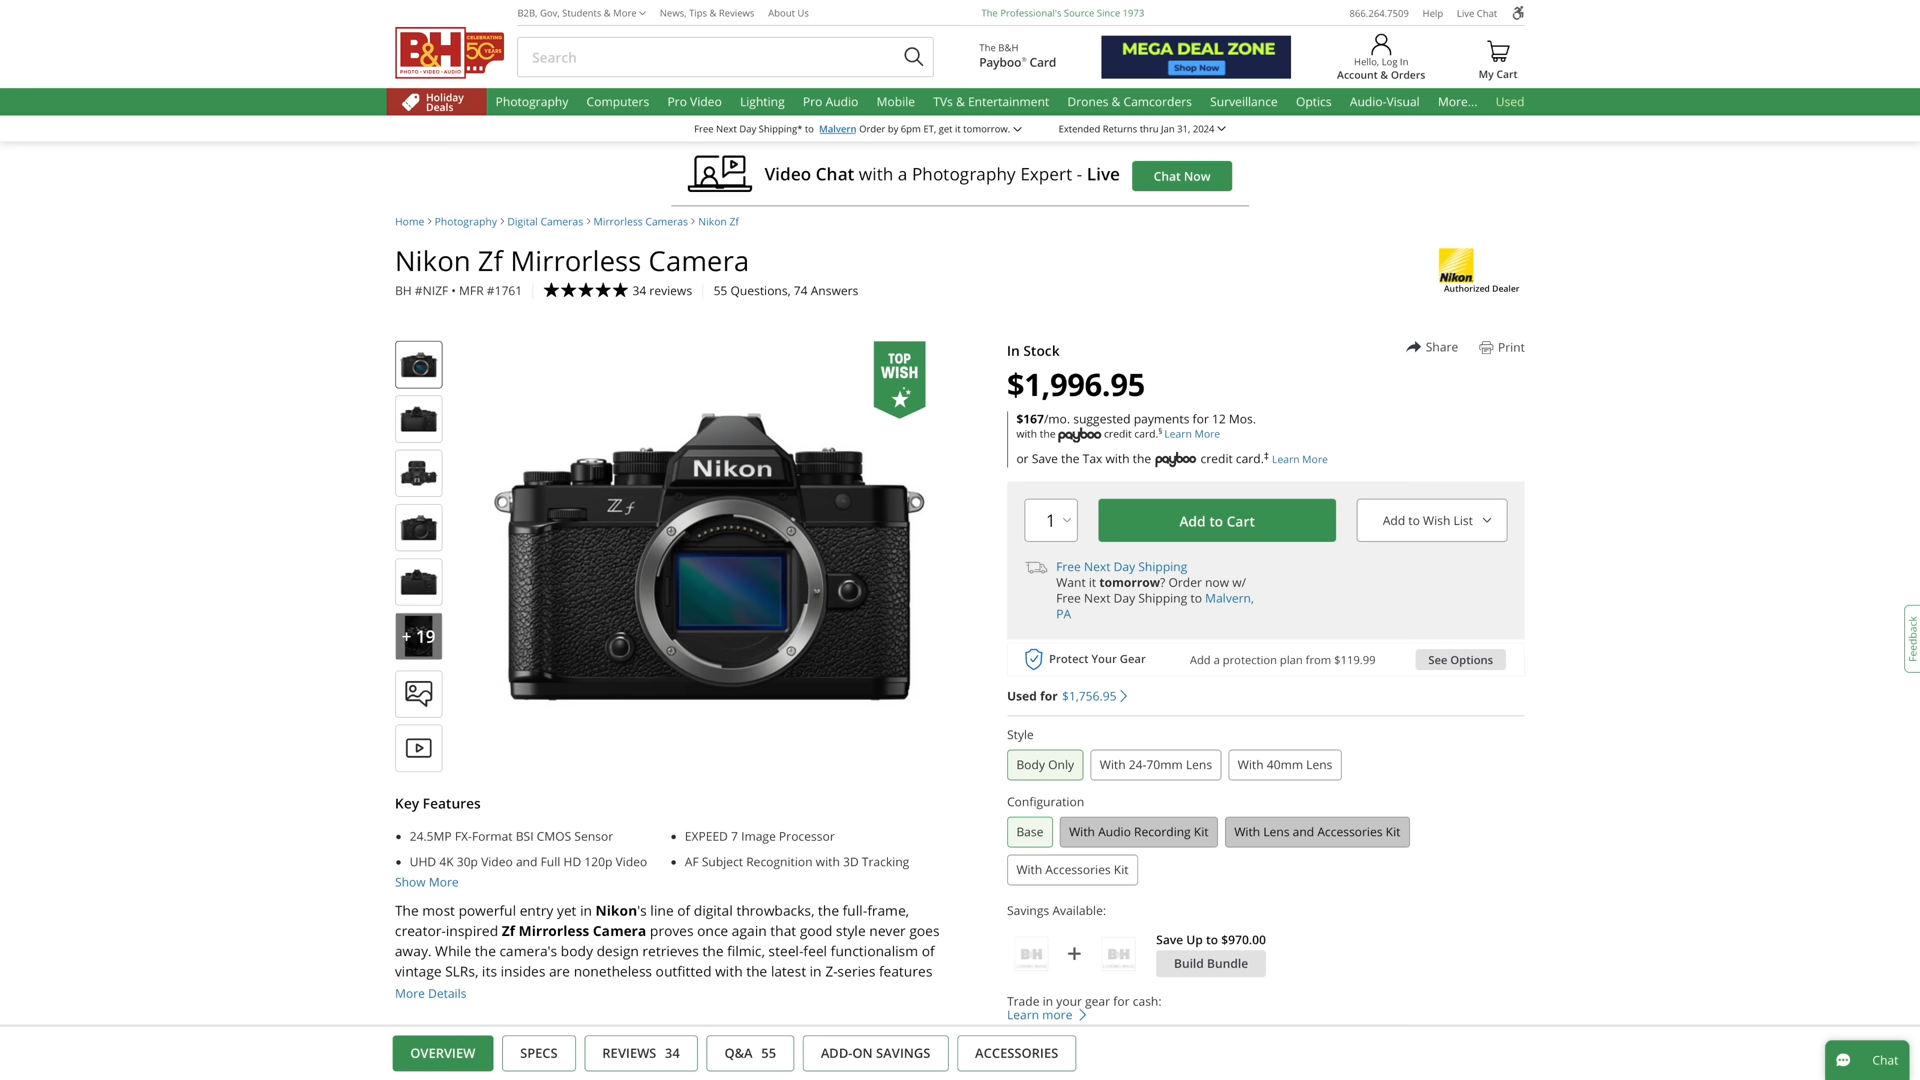 B2B, Gov, Students & More
News, Tips & Reviews
About Us
The Professional's Source Since 1973
866.264.7509
Help
Live Chat
B&H
PHOTO • VIDEO • AUDIO
CELEBRATING
50
YEARS
Search
The B&H
Payboo® Card
MEGA DEAL ZONE
Shop Now
Hello, Log In
Account & Orders
My Cart
Holiday
Deals
Photography
Computers
Pro Video
Lighting
Pro Audio
Mobile
TVs & Entertainment
Drones & Camcorders
Surveillance
Optics
Audio-Visual
More...
Used
Free Next Day Shipping* to Malvern Order by 6pm ET, get it tomorrow.
Extended Returns thru Jan 31, 2024
Video Chat with a Photography Expert - Live
Chat Now
Home > Photography > Digital Cameras > Mirrorless Cameras > Nikon Zf
Nikon Zf Mirrorless Camera
BH #NIZF • MFR #1761
34 reviews
55 Questions, 74 Answers
Nikon
Authorized Dealer
TOP
WISH
Nikon
Zf
+ 19
In Stock
Share
Print
$1,996.95
$167/mo. suggested payments for 12 Mos.
with the payboo credit card.§ Learn More
or Save the Tax with the payboo credit card.‡ Learn More
1
Add to Cart
Add to Wish List
Free Next Day Shipping
Want it tomorrow? Order now w/
Free Next Day Shipping to Malvern,
PA
Protect Your Gear
Add a protection plan from $119.99
See Options
Used for $1,756.95
Style
Body Only
With 24-70mm Lens
With 40mm Lens
Configuration
Base
With Audio Recording Kit
With Lens and Accessories Kit
With Accessories Kit
Savings Available:
B&H
+
B&H
Save Up to $970.00
Build Bundle
Trade in your gear for cash:
Learn more
Key Features
• 24.5MP FX-Format BSI CMOS Sensor
• EXPEED 7 Image Processor
• UHD 4K 30p Video and Full HD 120p Video
• AF Subject Recognition with 3D Tracking
Show More
The most powerful entry yet in Nikon's line of digital throwbacks, the full-frame,
creator-inspired Zf Mirrorless Camera proves once again that good style never goes
away. While the camera's body design retrieves the filmic, steel-feel functionalism of
vintage SLRs, its insides are nonetheless outfitted with the latest in Z-series features
More Details
OVERVIEW
SPECS
REVIEWS 34
Q&A 55
ADD-ON SAVINGS
ACCESSORIES
Feedback
Chat